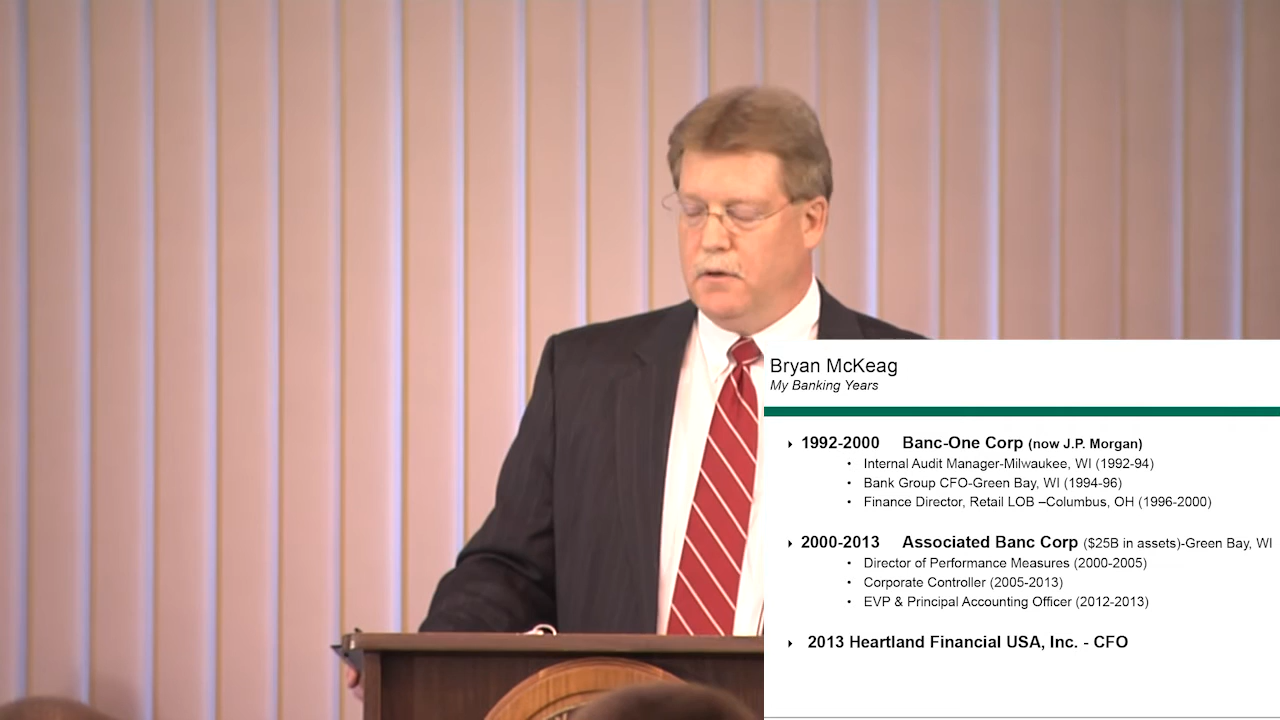 Bryan McKeag
My Banking Years
1992-2000 Banc-One Corp (now J.P. Morgan)
Internal Audit Manager-Milwaukee, WI (1992-94)
Bank Group CFO-Green Bay, WI (1994-96)
Finance Director, Retail LOB –Columbus, OH (1996-2000)
2000-2013 Associated Banc Corp ($25B in assets)-Green Bay, WI
Director of Performance Measures (2000-2005)
Corporate Controller (2005-2013)
EVP & Principal Accounting Officer (2012-2013)
2013 Heartland Financial USA, Inc. - CFO